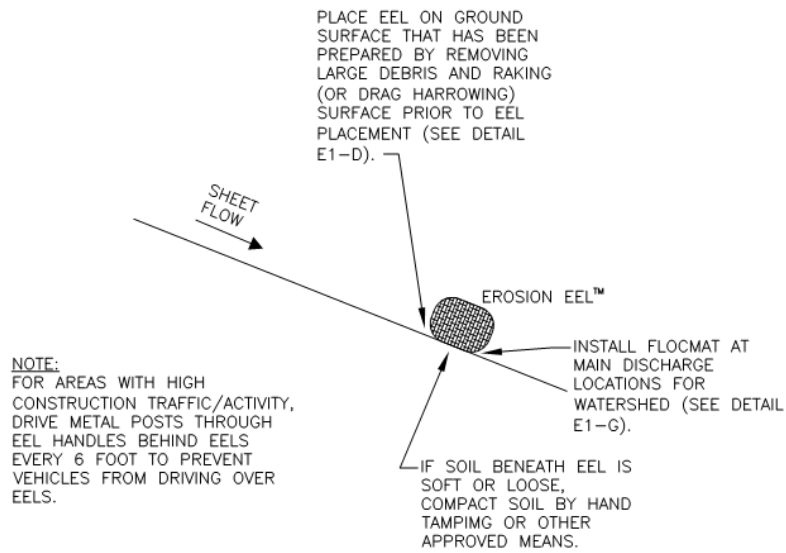 PLACE EEL ON GROUND
SURFACE THAT HAS BEEN
PREPARED BY REMOVING
LARGE DEBRIS AND RAKING
(OR DRAG HARROWING)
SURFACE PRIOR TO EEL
PLACEMENT (SEE DETAIL
E1-D).
SHEET
FLOW
EROSION EEL™
INSTALL FLOCMAT AT
MAIN DISCHARGE
LOCATIONS FOR
WATERSHED (SEE DETAIL
E1-G).
NOTE:
FOR AREAS WITH HIGH
CONSTRUCTION TRAFFIC/ACTIVITY,
DRIVE METAL POSTS THROUGH
EEL HANDLES BEHIND EELS
EVERY 6 FOOT TO PREVENT
VEHICLES FROM DRIVING OVER
EELS.
IF SOIL BENEATH EEL IS
SOFT OR LOOSE,
COMPACT SOIL BY HAND
TAMPIMG OR OTHER
APPROVED MEANS.